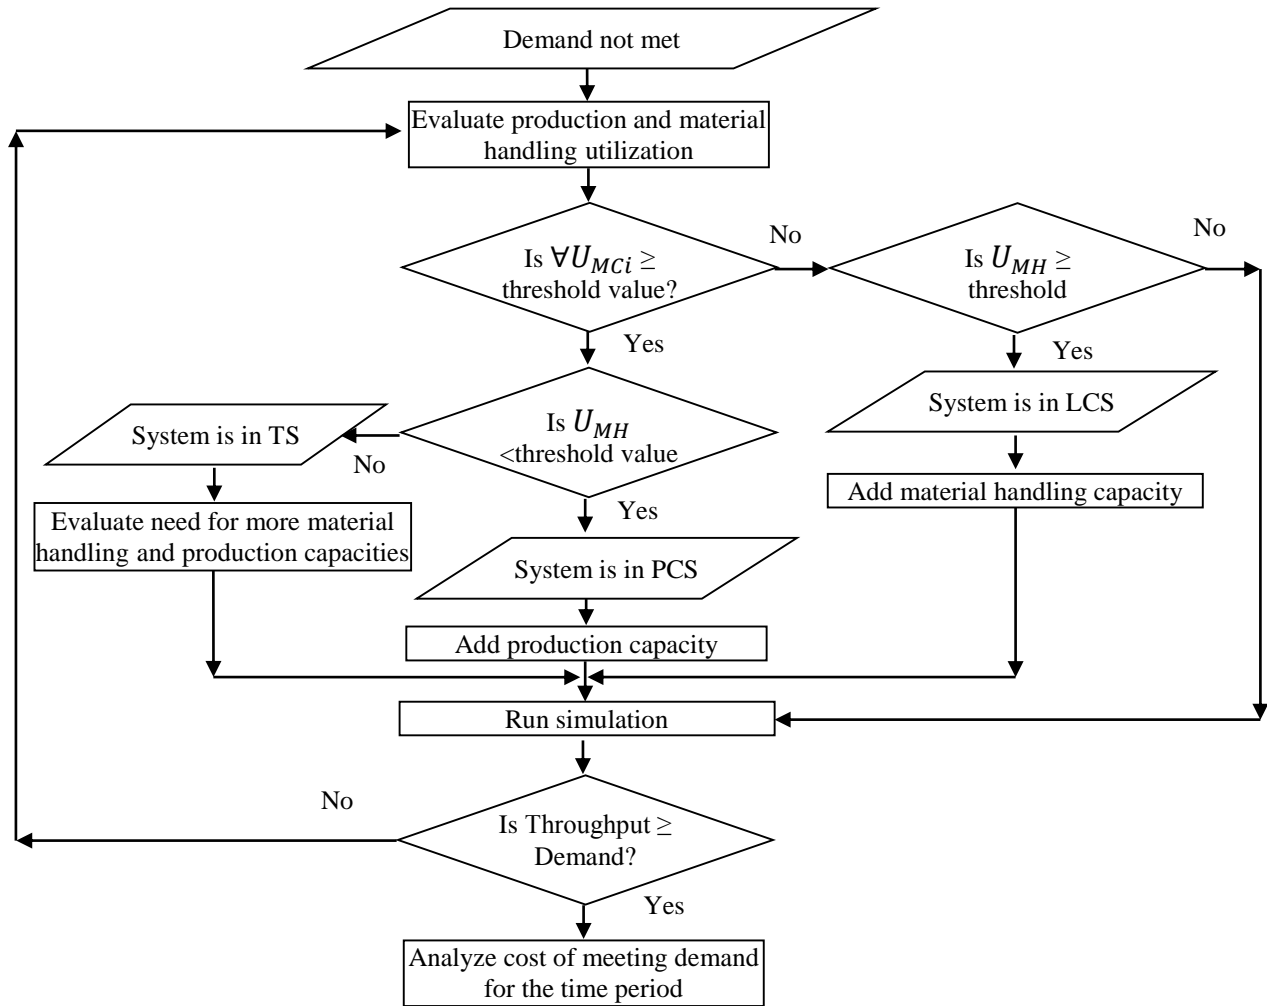 Demand not met
Evaluate production and material
handling utilization
Is ∀U_MCi ≥
threshold value?
No
Is U_MH ≥
threshold
No
Yes
Yes
System is in TS
No
Is U_MH
<threshold value
System is in LCS
Evaluate need for more material
handling and production capacities
Yes
Add material handling capacity
System is in PCS
Add production capacity
Run simulation
No
Is Throughput ≥
Demand?
Yes
Analyze cost of meeting demand
for the time period